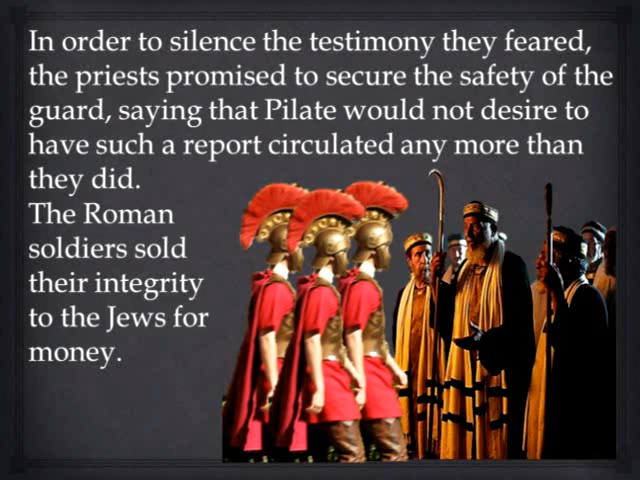 In order to silence the testimony they feared,
the priests promised to secure the safety of the
guard, saying that Pilate would not desire to
have such a report circulated any more than
they did.
The Roman
soldiers sold
their integrity
to the Jews for
money.